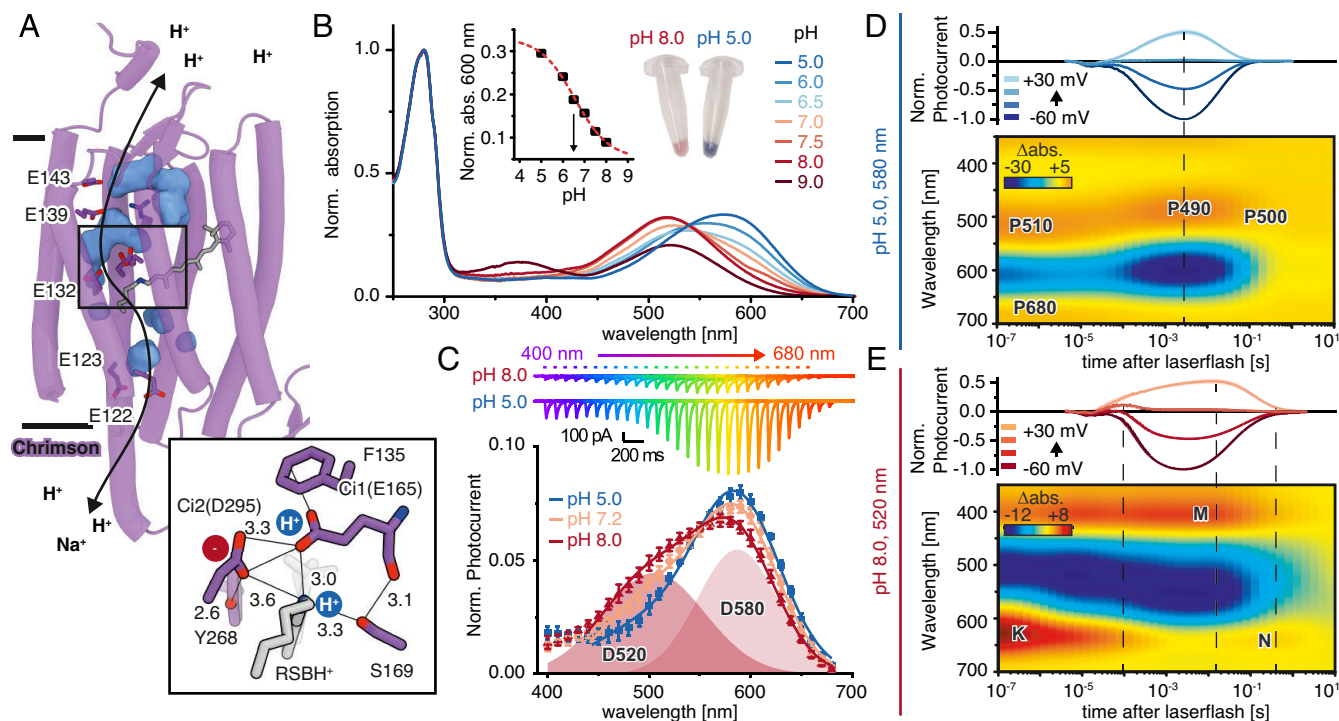 A
H⁺
H⁺
H⁺
E143
E139
E132
E123
E122
Chrimson
H⁺
H⁺
Na⁺
F135
Ci1(E165)
Ci2(D295)
H⁺
3.3
-
3.0
H⁺
3.6
3.1
2.6
3.3
Y268
RSBH⁺
S169
B
Norm. absorption
1.0
0.5
0.0
300
400
500
600
700
wavelength [nm]
Norm. abs. 600 nm
0.3
0.2
0.1
4 5 6 7 8 9
pH
pH 8.0 pH 5.0
pH
5.0
6.0
6.5
7.0
7.5
8.0
9.0
C
400 nm
680 nm
pH 8.0
pH 5.0
100 pA
200 ms
Norm. Photocurrent
0.10
0.05
0.00
pH 5.0
pH 7.2
pH 8.0
D520
D580
400
500
600
700
wavelength [nm]
D
pH 5.0, 580 nm
Norm.
Photocurrent
0.5
0.0
-0.5
-1.0
+30 mV
-60 mV
Wavelength [nm]
400
500
600
700
Δabs.
-30 +5
P510
P490
P500
P680
10⁻⁷ 10⁻⁵ 10⁻³ 10⁻¹ 10¹
time after laserflash [s]
E
pH 8.0, 520 nm
Norm.
Photocurrent
0.5
0.0
-0.5
-1.0
+30 mV
-60 mV
Wavelength [nm]
400
500
600
700
Δabs.
-12 +8
M
K
N
10⁻⁷ 10⁻⁵ 10⁻³ 10⁻¹ 10¹
time after laserflash [s]